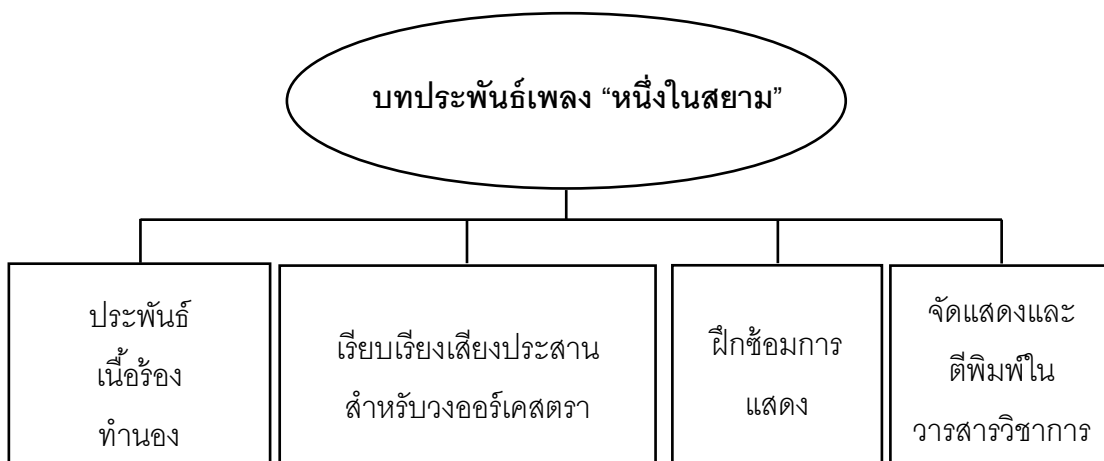 บทประพันธ์เพลง “หนึ่งในสยาม”
ประพันธ์
เนื้อร้อง
ทำนอง
เรียบเรียงเสียงประสาน
สำหรับวงออร์เคสตรา
ฝึกซ้อมการ
แสดง
จัดแสดงและ
ตีพิมพ์ใน
วารสารวิชาการ